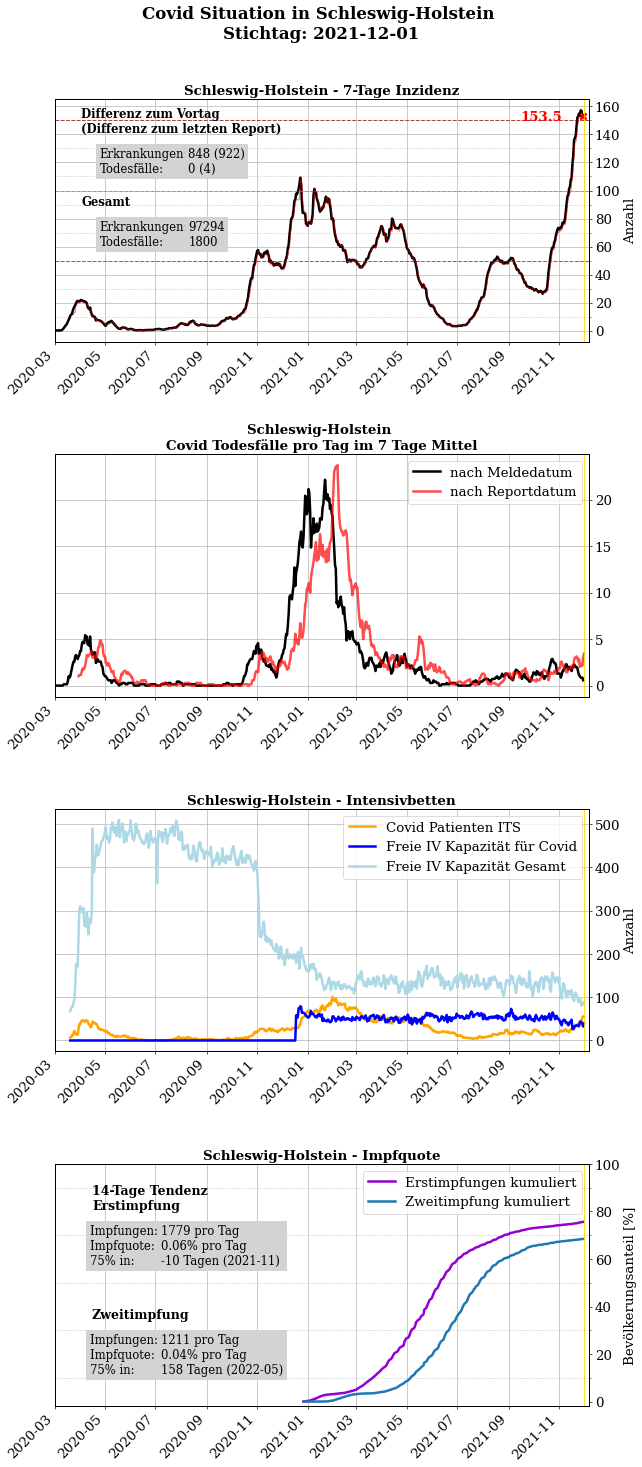 Covid Situation in Schleswig-Holstein
Stichtag: 2021-12-01
Schleswig-Holstein - 7-Tage Inzidenz
Differenz zum Vortag
(Differenz zum letzten Report)
Erkrankungen 848 (922)
Todesfälle: 0 (4)
Gesamt
Erkrankungen 97294
Todesfälle: 1800
153.5
160
140
120
100
80
60
40
20
0
Anzahl
2020-03 2020-05 2020-07 2020-09 2020-11 2021-01 2021-03 2021-05 2021-07 2021-09 2021-11
Schleswig-Holstein
Covid Todesfälle pro Tag im 7 Tage Mittel
nach Meldedatum
nach Reportdatum
20
15
10
5
0
2020-03 2020-05 2020-07 2020-09 2020-11 2021-01 2021-03 2021-05 2021-07 2021-09 2021-11
Schleswig-Holstein - Intensivbetten
Covid Patienten ITS
Freie IV Kapazität für Covid
Freie IV Kapazität Gesamt
500
400
300
200
100
0
Anzahl
2020-03 2020-05 2020-07 2020-09 2020-11 2021-01 2021-03 2021-05 2021-07 2021-09 2021-11
Schleswig-Holstein - Impfquote
14-Tage Tendenz
Erstimpfung
Impfungen: 1779 pro Tag
Impfquote: 0.06% pro Tag
75% in: -10 Tagen (2021-11)
Zweitimpfung
Impfungen: 1211 pro Tag
Impfquote: 0.04% pro Tag
75% in: 158 Tagen (2022-05)
Erstimpfungen kumuliert
Zweitimpfung kumuliert
100
80
60
40
20
0
Bevölkerungsanteil [%]
2020-03 2020-05 2020-07 2020-09 2020-11 2021-01 2021-03 2021-05 2021-07 2021-09 2021-11